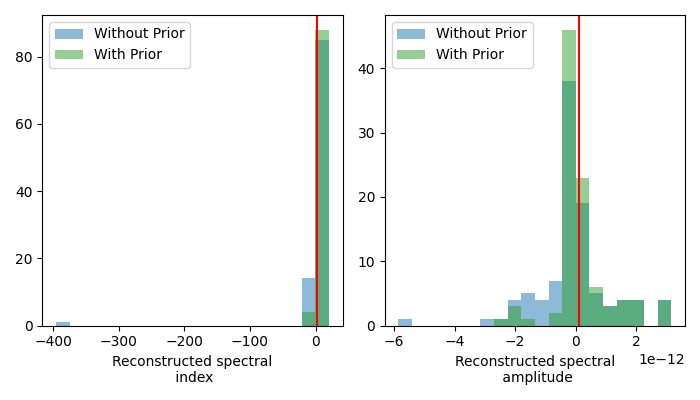 Without Prior
With Prior
80
60
40
20
0
−400
−300
−200
−100
0
Reconstructed spectral
index
Without Prior
With Prior
40
30
20
10
0
−6
−4
−2
0
2
1e−12
Reconstructed spectral
amplitude